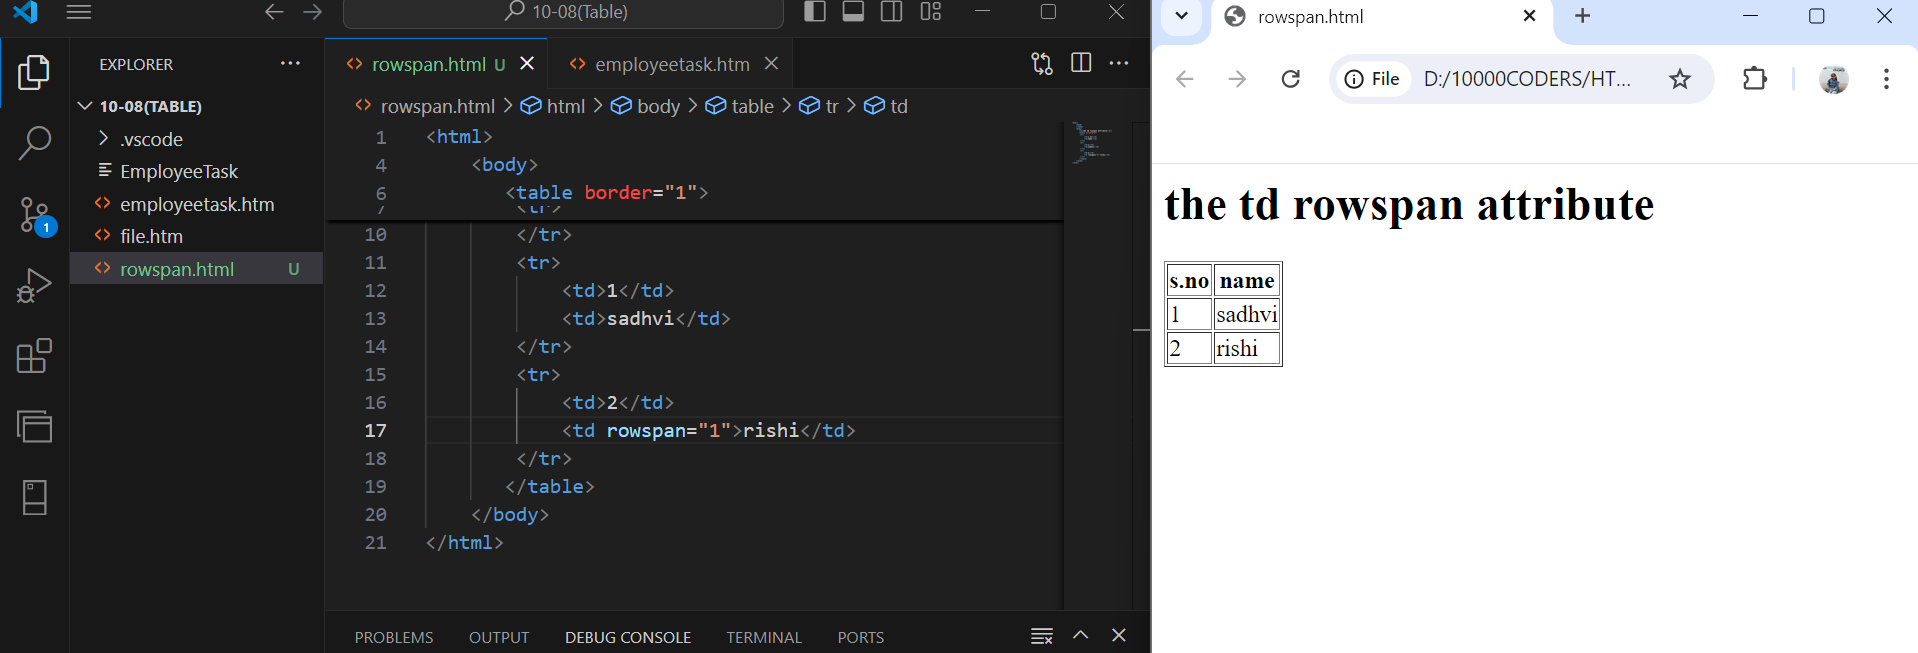 10-08(Table)
EXPLORER
10-08(TABLE)
.vscode
EmployeeTask
employeetask.htm
file.htm
rowspan.html U
1
rowspan.html U
employeetask.htm
rowspan.html > html > body > table > tr > td
1 <html>
4 <body>
6 <table border="1">
7 <tr>
10 </tr>
11 <tr>
12 <td>1</td>
13 <td>sadhvi</td>
14 </tr>
15 <tr>
16 <td>2</td>
17 <td rowspan="1">rishi</td>
18 </tr>
19 </table>
20 </body>
21 </html>
PROBLEMS OUTPUT DEBUG CONSOLE TERMINAL PORTS
rowspan.html
File D:/10000CODERS/HT...
the td rowspan attribute
s.no name
1 sadhvi
2 rishi